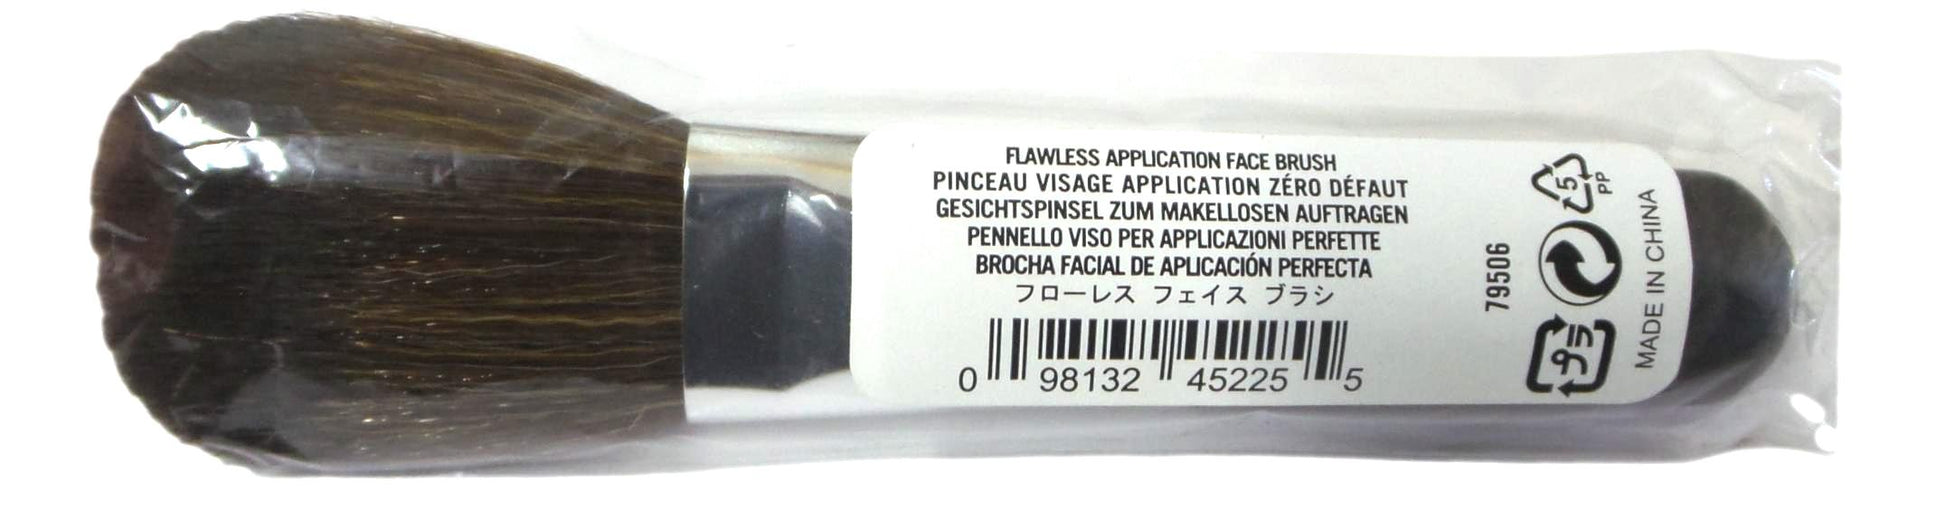 FLAWLESS APPLICATION FACE BRUSH
PINCEAU VISAGE APPLICATION ZÉRO DÉFAUT
GESICHTSPINSEL ZUM MAKELLOSEN AUFTRAGEN
PENNELLO VISO PER APPLICAZIONI PERFETTE
BROCHA FACIAL DE APLICACIÓN PERFECTA
フローレス フェイス ブラシ
0 98132 45225 5
79506
5
PP
プラ
MADE IN CHINA